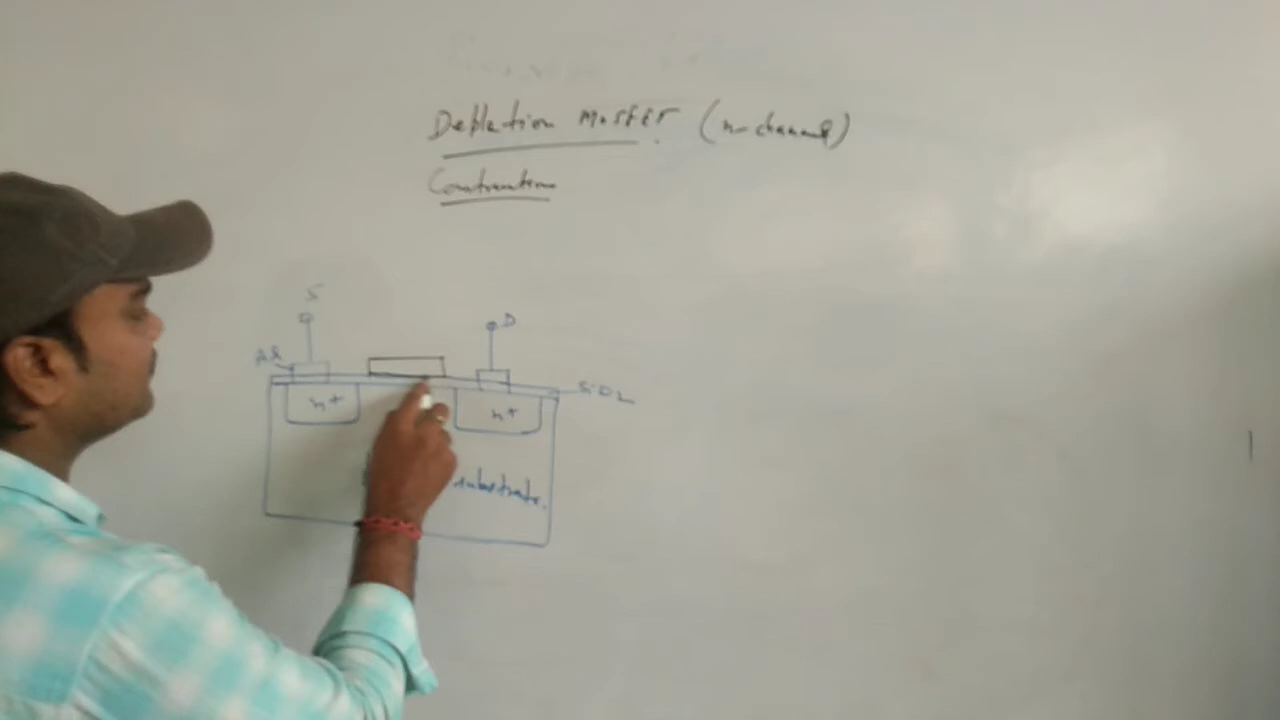 Depletion MOSFET (n-channel)
Construction
S
D
Al
SiO2
n+
n+
substrate.